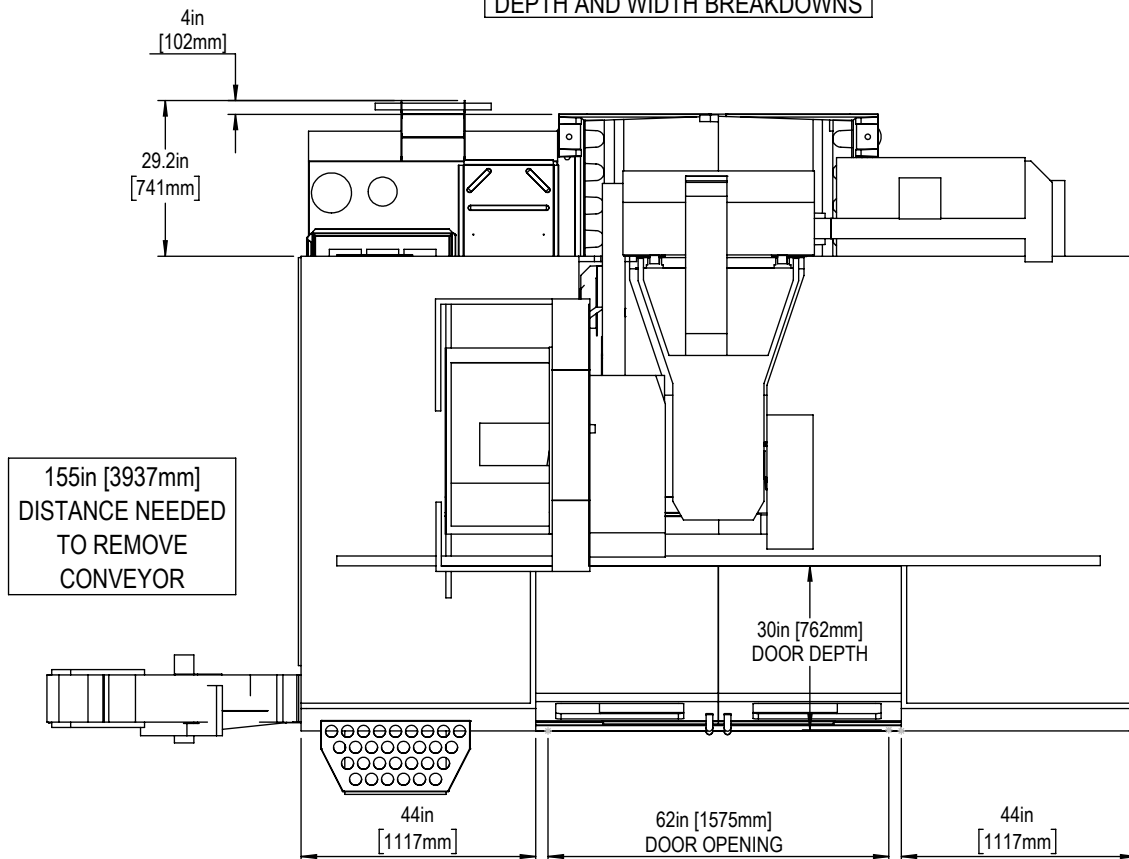 DEPTH AND WIDTH BREAKDOWNS
4in
[102mm]
29.2in
[741mm]
155in [3937mm]
DISTANCE NEEDED
TO REMOVE
CONVEYOR
30in [762mm]
DOOR DEPTH
44in
[1117mm]
62in [1575mm]
DOOR OPENING
44in
[1117mm]